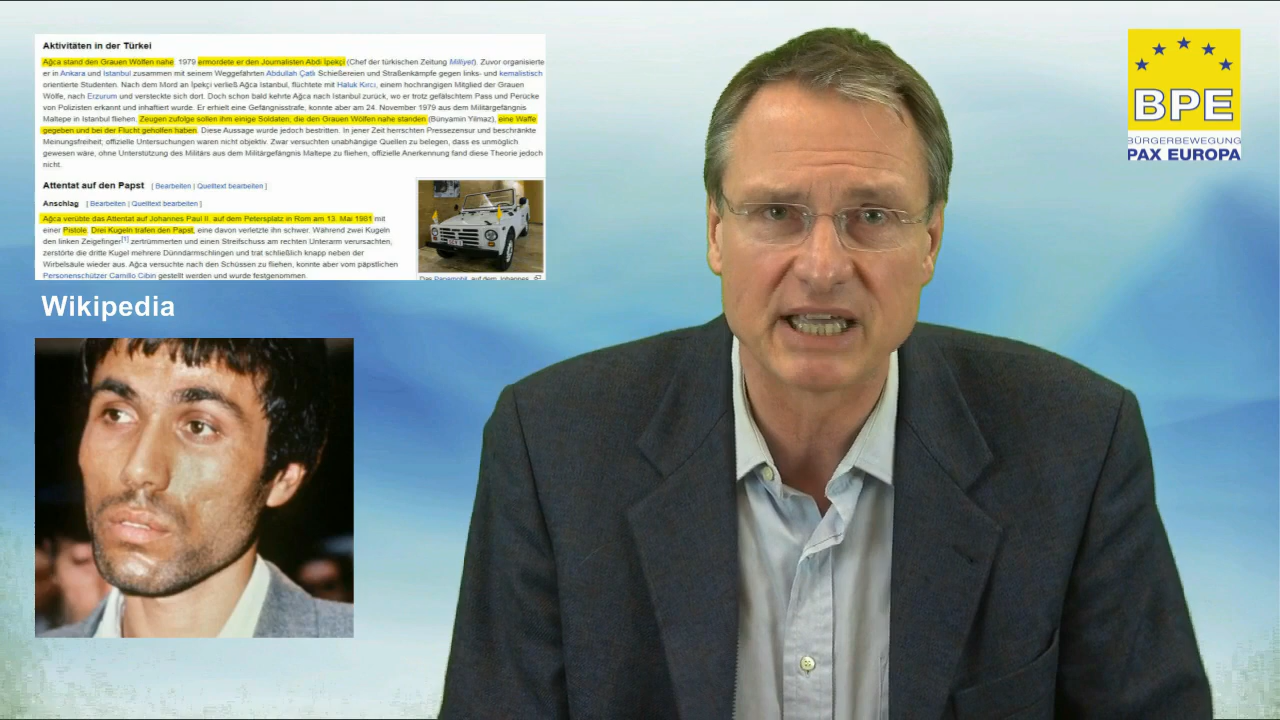 Aktivitäten in der Türkei
Ağca stand den Grauen Wölfen nahe. 1979 ermordete er den Journalisten Abdi İpekçi (Chef der türkischen Zeitung Milliyet). Zuvor organisierte
er in Ankara und Istanbul zusammen mit seinem Weggefährten Abdullah Çatlı Schießereien und Straßenkämpfe gegen links- und kemalistisch
orientierte Studenten. Nach dem Mord an İpekçi verließ Ağca Istanbul, flüchtete mit Haluk Kırcı, einem hochrangigen Mitglied der Grauen
Wölfe, nach Erzurum und versteckte sich dort. Doch schon bald kehrte Ağca nach Istanbul zurück, wo er trotz gefälschtem Pass und Perücke
von Polizisten erkannt und inhaftiert wurde. Er erhielt eine Gefängnisstrafe, konnte aber am 24. November 1979 aus dem Militärgefängnis
Maltepe in Istanbul fliehen. Zeugen zufolge sollen ihm einige Soldaten, die den Grauen Wölfen nahe standen (Bünyamin Yilmaz), eine Waffe
gegeben und bei der Flucht geholfen haben. Diese Aussage wurde jedoch bestritten. In jener Zeit herrschten Pressezensur und beschränkte
Meinungsfreiheit; offizielle Untersuchungen waren nicht objektiv. Zwar versuchten unabhängige Quellen zu belegen, dass es unmöglich
gewesen wäre, ohne Unterstützung des Militärs aus dem Militärgefängnis Maltepe zu fliehen, offizielle Anerkennung fand diese Theorie jedoch
nicht.
Attentat auf den Papst [ Bearbeiten | Quelltext bearbeiten ]
Anschlag [ Bearbeiten | Quelltext bearbeiten ]
Ağca verübte das Attentat auf Johannes Paul II. auf dem Petersplatz in Rom am 13. Mai 1981 mit
einer Pistole. Drei Kugeln trafen den Papst, eine davon verletzte ihn schwer. Während zwei Kugeln
den linken Zeigefinger[1] zertrümmerten und einen Streifschuss am rechten Unterarm verursachten,
zerstörte die dritte Kugel mehrere Dünndarmschlingen und trat schließlich knapp neben der
Wirbelsäule wieder aus. Ağca versuchte nach den Schüssen zu fliehen, konnte aber vom päpstlichen
Personenschützer Camillo Cibin gestellt werden und wurde festgenommen.
Das Papamobil, auf dem Johannes
Wikipedia
BPE
BÜRGERBEWEGUNG
PAX EUROPA